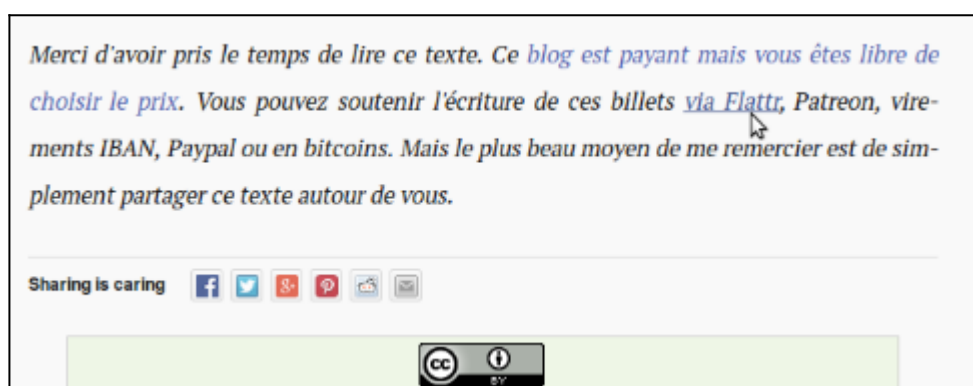 Merci d'avoir pris le temps de lire ce texte. Ce blog est payant mais vous êtes libre de
choisir le prix. Vous pouvez soutenir l'écriture de ces billets via Flattr, Patreon, vire-
ments IBAN, Paypal ou en bitcoins. Mais le plus beau moyen de me remercier est de sim-
plement partager ce texte autour de vous.
Sharing is caring
cc
BY